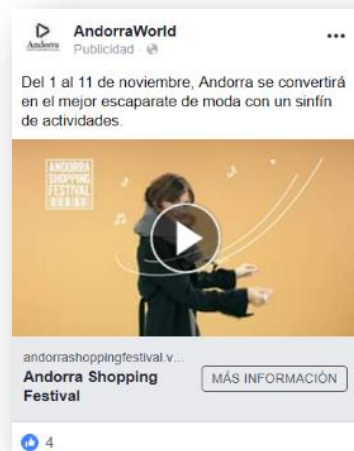 Andorra
AndorraWorld
Publicidad ·
Del 1 al 11 de noviembre, Andorra se convertirá
en el mejor escaparate de moda con un sinfín
de actividades.
ANDORRA
SHOPPING
FESTIVAL
andorrashoppingfestival.v...
Andorra Shopping
Festival
MÁS INFORMACIÓN
4